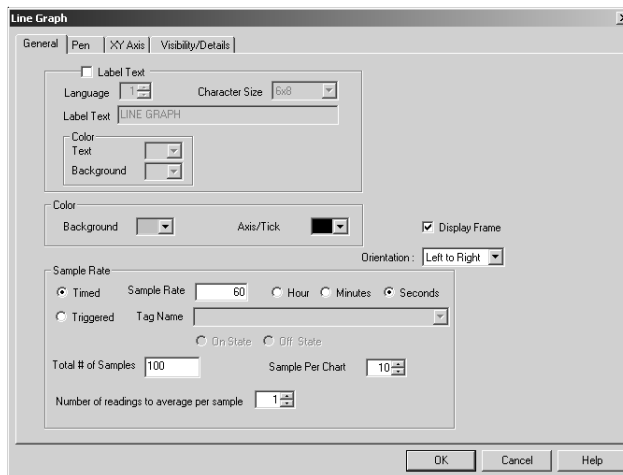 Line Graph
General Pen XY Axis Visibility/Details
Label Text
Language 1 Character Size 6x8
Label Text LINE GRAPH
Color
Text
Background
Color
Background Axis/Tick
Display Frame
Orientation : Left to Right
Sample Rate
Timed Sample Rate 60 Hour Minutes Seconds
Triggered Tag Name
On State Off State
Total # of Samples 100 Sample Per Chart 10
Number of readings to average per sample 1
OK Cancel Help